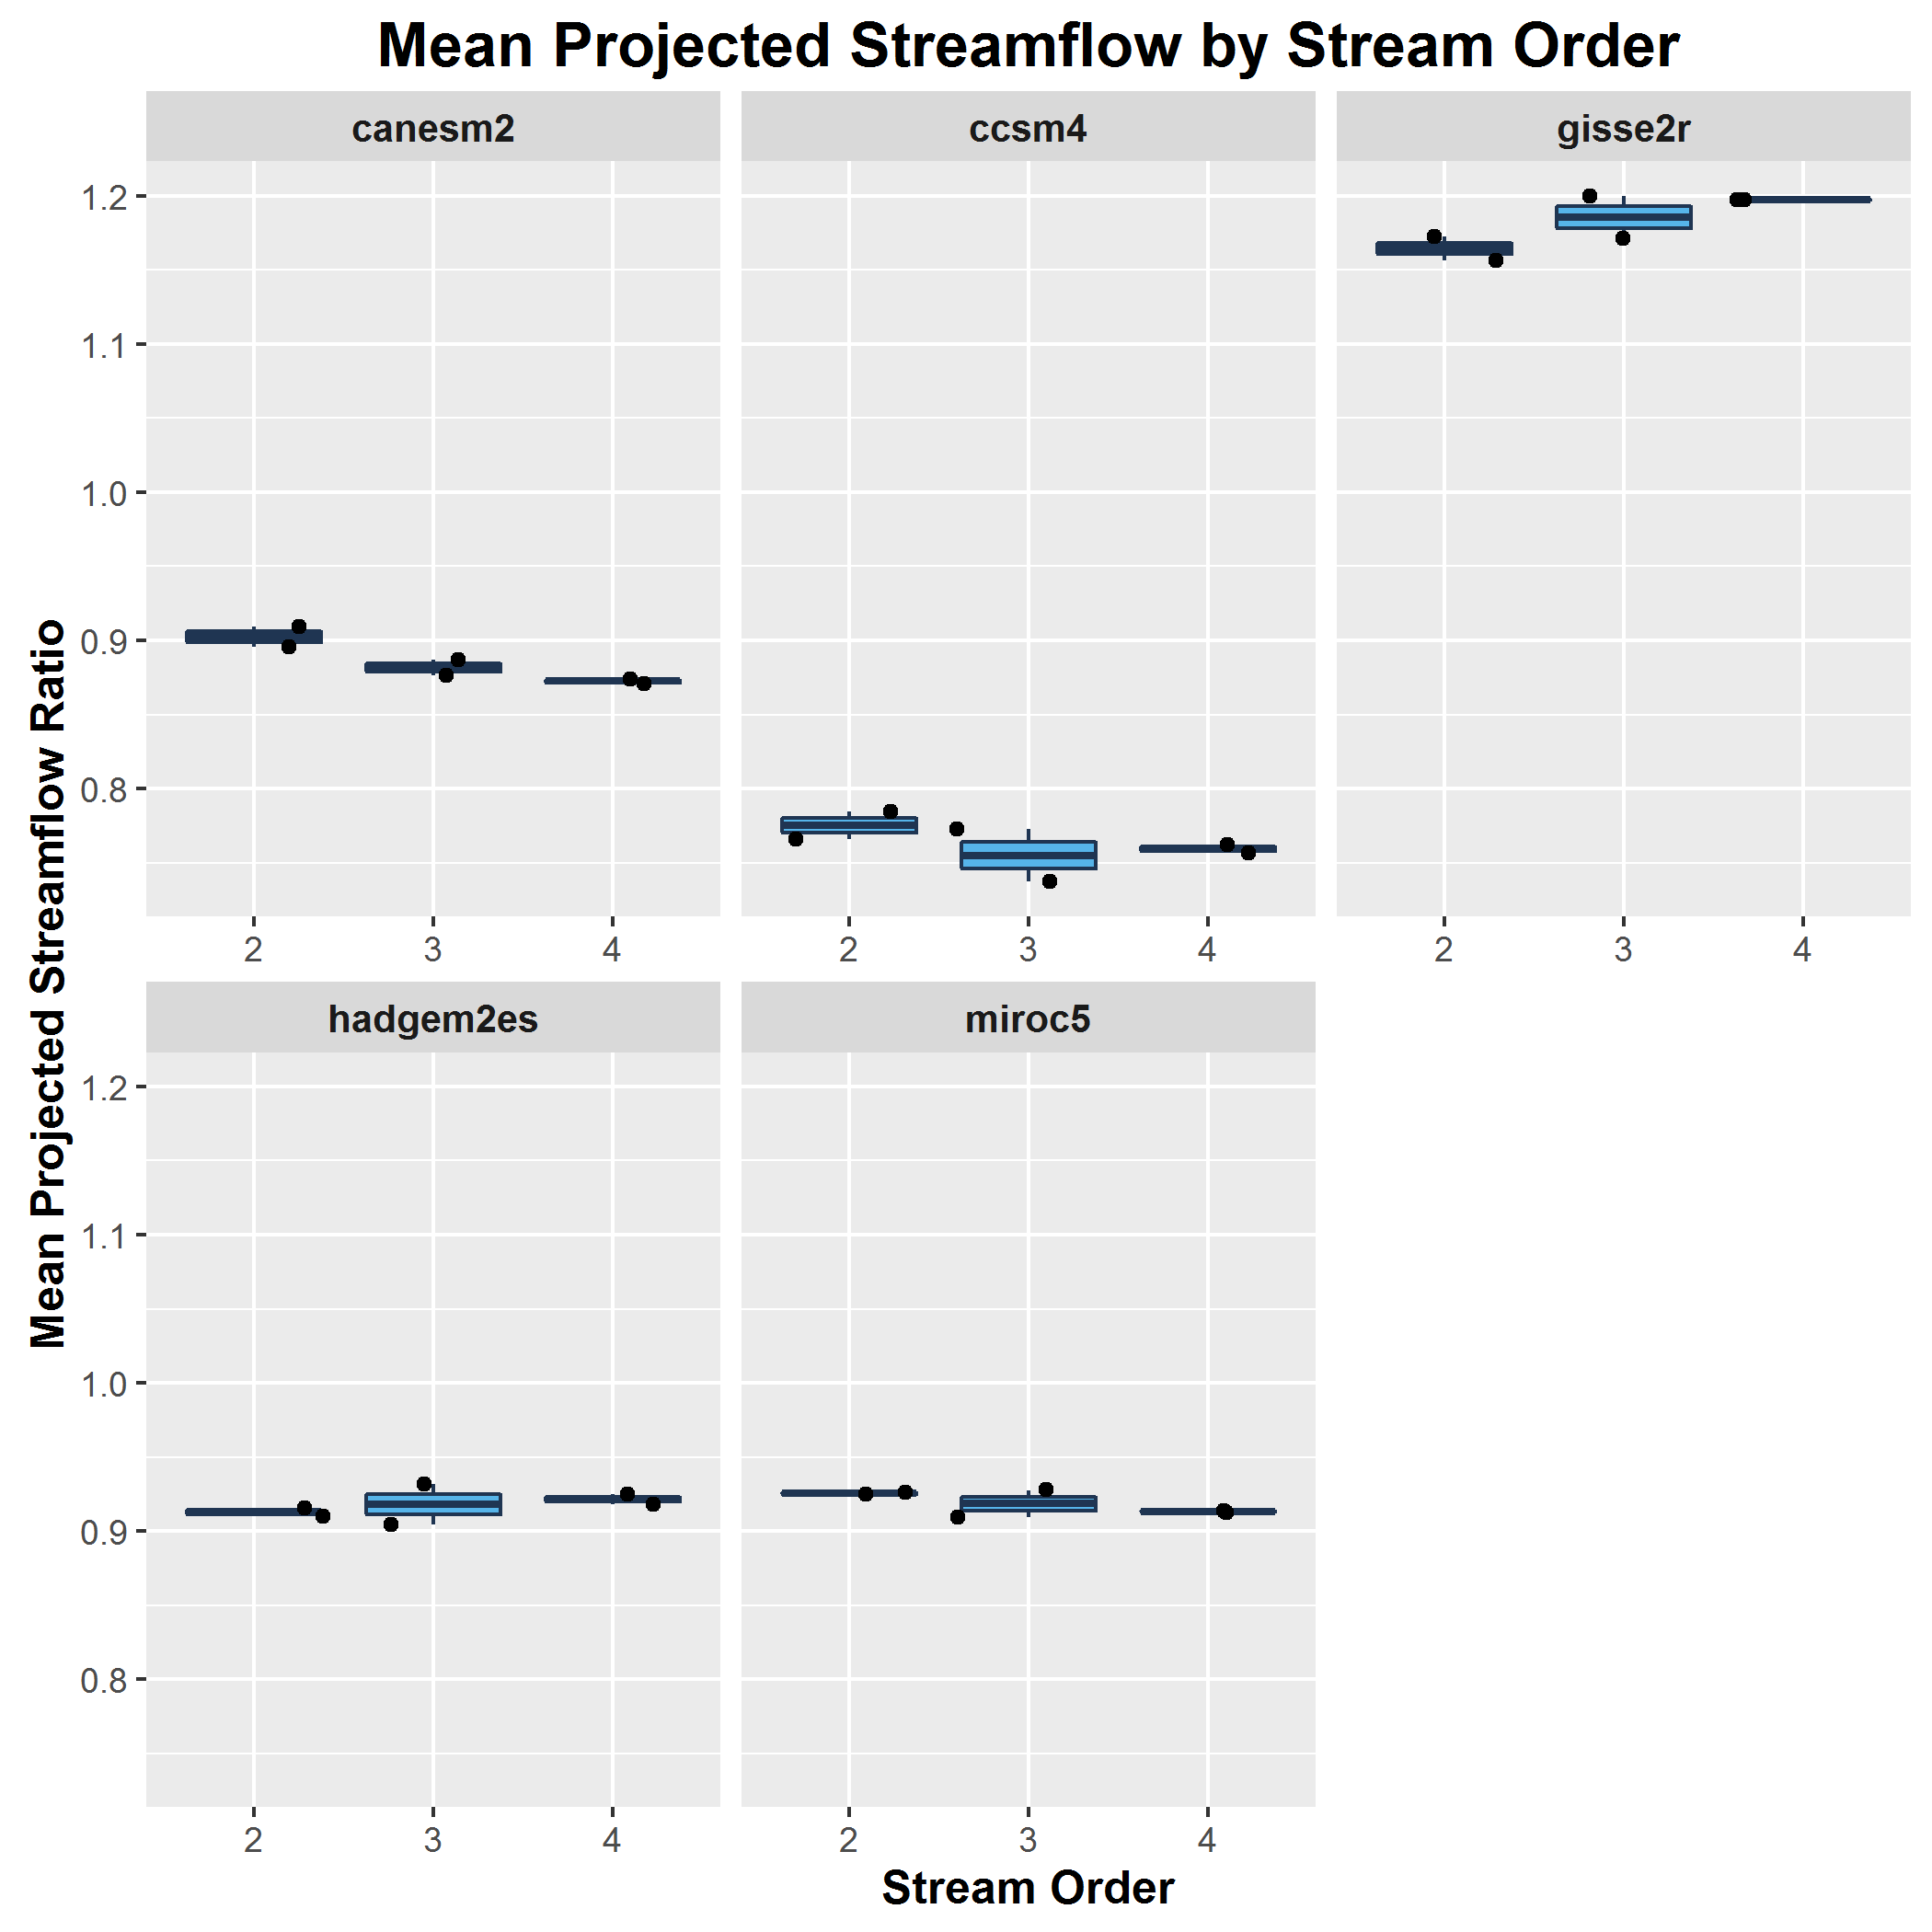 Mean Projected Streamflow by Stream Order
canesm2
ccsm4
gisse2r
1.2
1.1
1.0
0.9
0.8
2 3 4
2 3 4
2 3 4
Mean Projected Streamflow Ratio
hadgem2es
miroc5
1.2
1.1
1.0
0.9
0.8
2 3 4
2 3 4
Stream Order